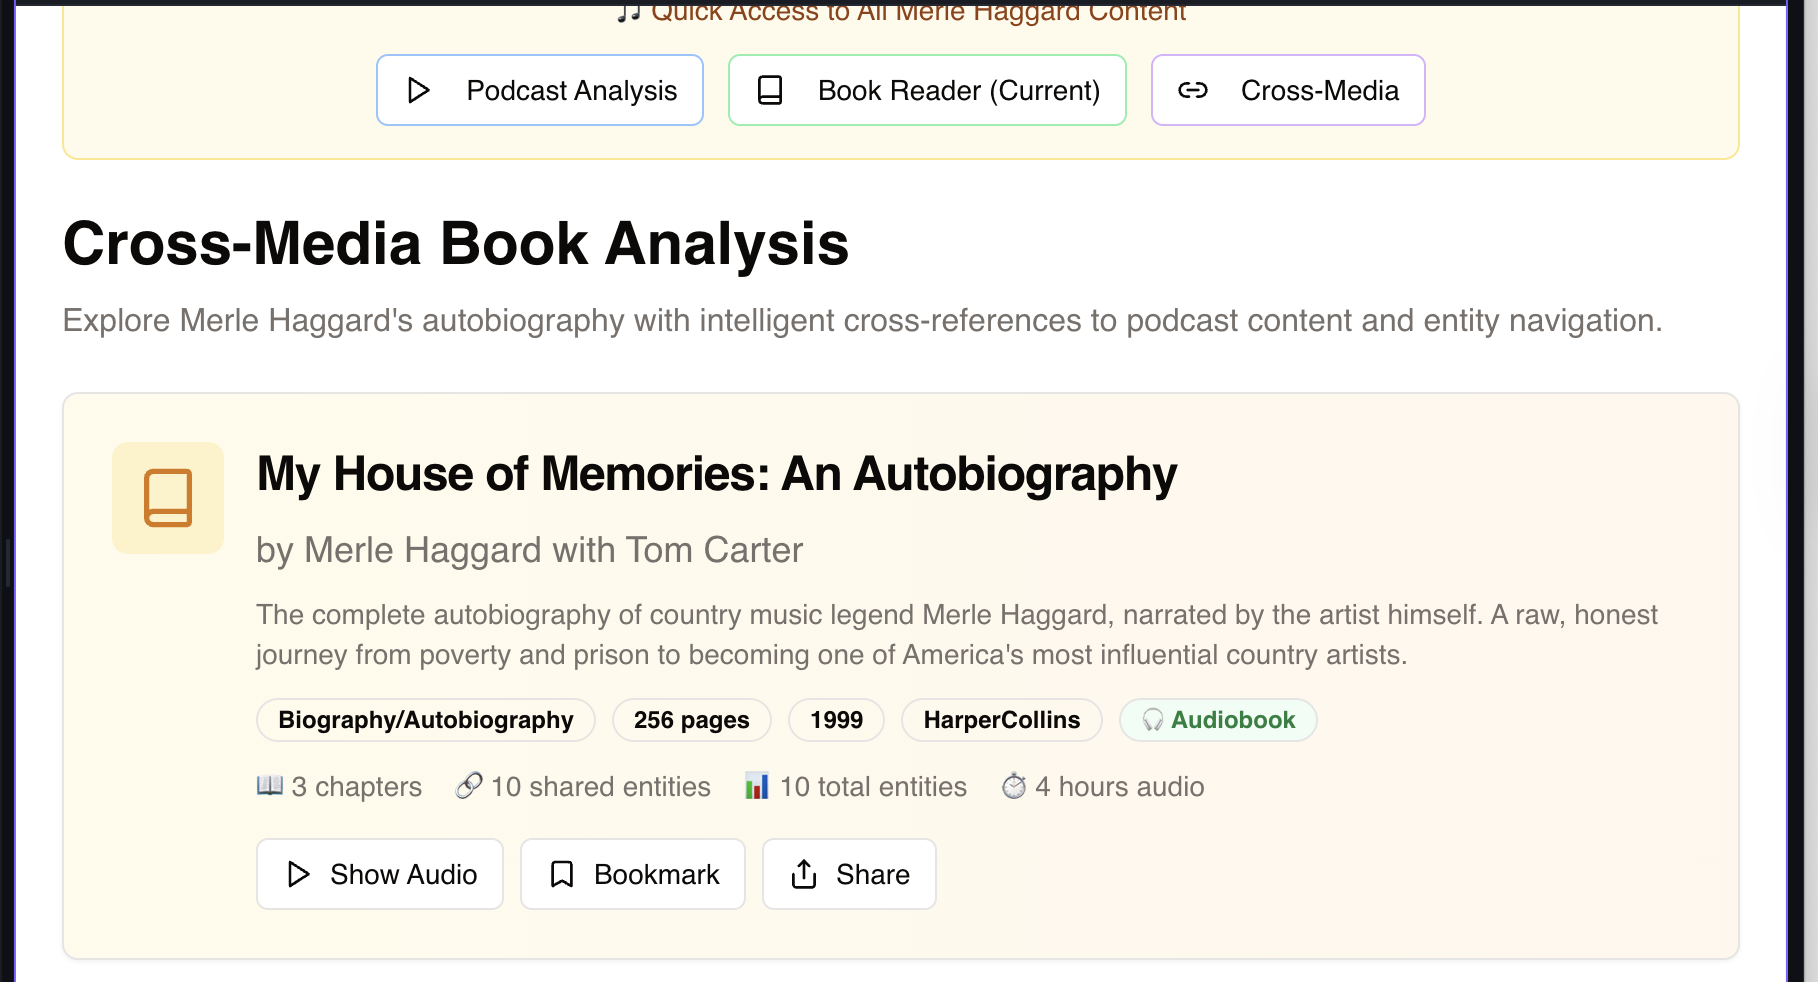 🎵 Quick Access to All Merle Haggard Content
Podcast Analysis
Book Reader (Current)
Cross-Media
Cross-Media Book Analysis
Explore Merle Haggard's autobiography with intelligent cross-references to podcast content and entity navigation.
My House of Memories: An Autobiography
by Merle Haggard with Tom Carter
The complete autobiography of country music legend Merle Haggard, narrated by the artist himself. A raw, honest
journey from poverty and prison to becoming one of America's most influential country artists.
Biography/Autobiography
256 pages
1999
HarperCollins
🎧 Audiobook
📖 3 chapters
🔗 10 shared entities
📊 10 total entities
⏱️ 4 hours audio
Show Audio
Bookmark
Share